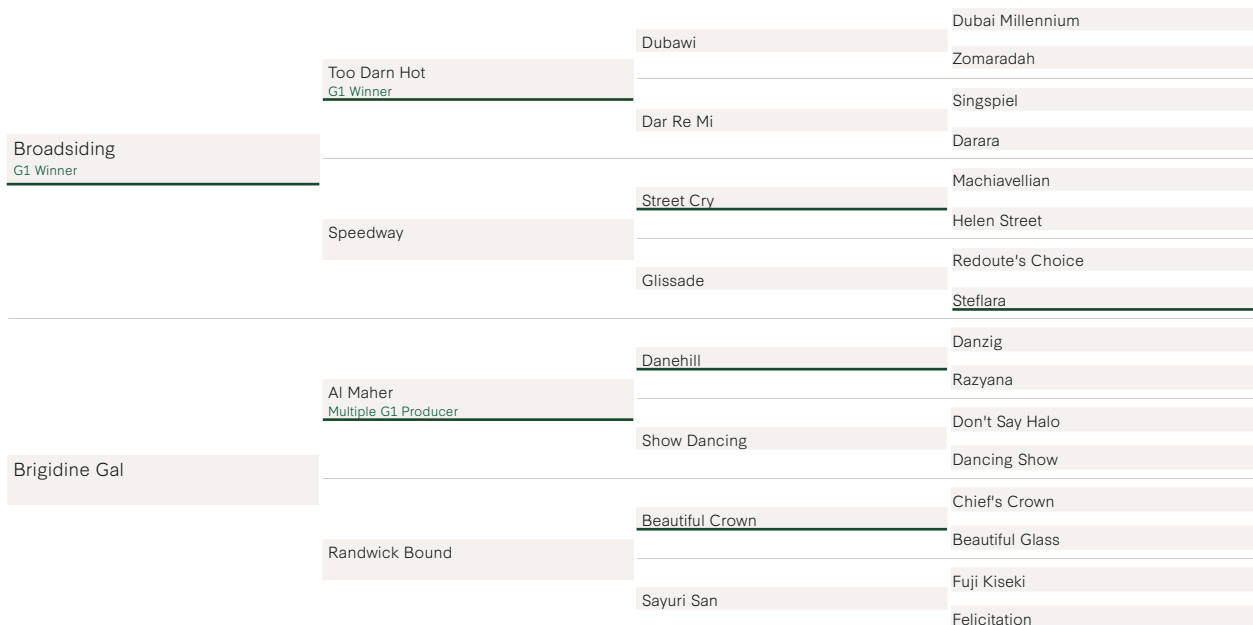 Broadsiding
G1 Winner
Brigidine Gal
Too Darn Hot
G1 Winner
Speedway
Al Maher
Multiple G1 Producer
Randwick Bound
Dubawi
Dar Re Mi
Street Cry
Glissade
Danehill
Show Dancing
Beautiful Crown
Sayuri San
Dubai Millennium
Zomaradah
Singspiel
Darara
Machiavellian
Helen Street
Redoute's Choice
Steflara
Danzig
Razyana
Don't Say Halo
Dancing Show
Chief's Crown
Beautiful Glass
Fuji Kiseki
Felicitation